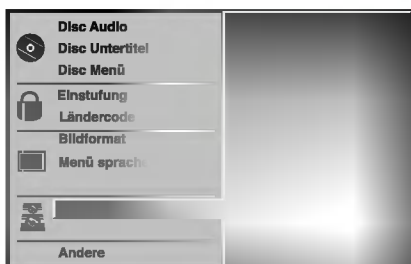 Disc Audio
Disc Untertitel
Disc Menü
Einstufung
Ländercode
Bildformat
Menü sprache
Andere